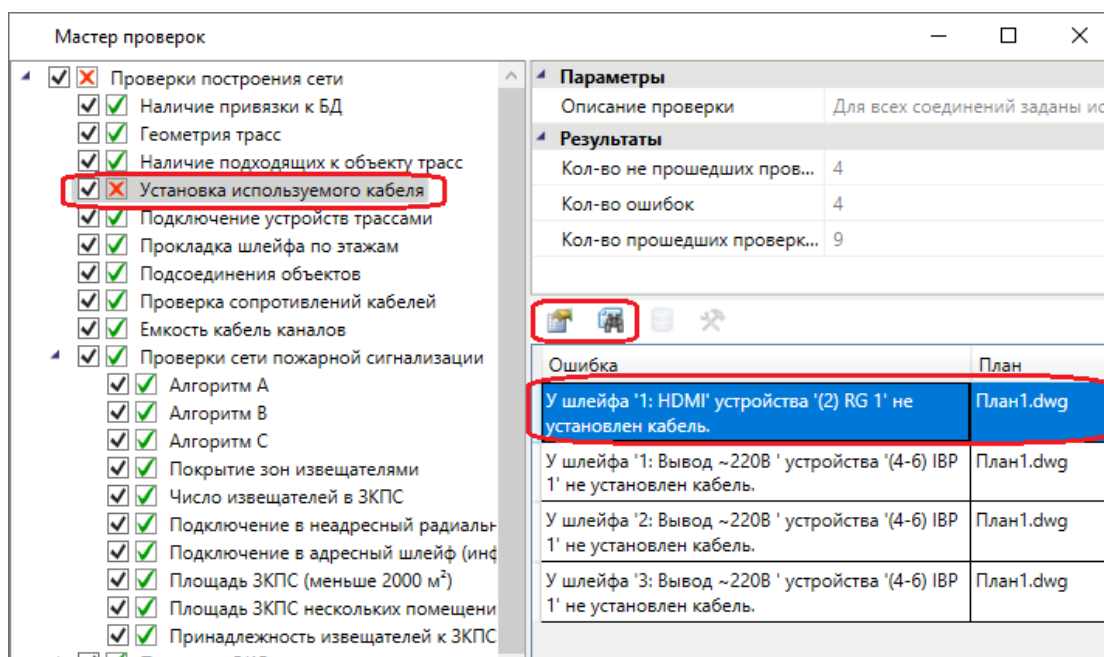 Мастер проверок
Проверки построения сети
Наличие привязки к БД
Геометрия трасс
Наличие подходящих к объекту трасс
Установка используемого кабеля
Подключение устройств трассами
Прокладка шлейфа по этажам
Подсоединения объектов
Проверка сопротивлений кабелей
Емкость кабель каналов
Проверки сети пожарной сигнализации
Алгоритм A
Алгоритм B
Алгоритм C
Покрытие зон извещателями
Число извещателей в ЗКПС
Подключение в неадресный радиальн
Подключение в адресный шлейф (инф
Площадь ЗКПС (меньше 2000 м²)
Площадь ЗКПС нескольких помещени
Принадлежность извещателей к ЗКПС
Параметры
Описание проверки Для всех соединений заданы ис
Результаты
Кол-во не прошедших пров... 4
Кол-во ошибок 4
Кол-во прошедших проверк... 9
Ошибка План
У шлейфа '1: HDMI' устройства '(2) RG 1' не План1.dwg
установлен кабель.
У шлейфа '1: Вывод ~220В ' устройства '(4-6) IBP План1.dwg
1' не установлен кабель.
У шлейфа '2: Вывод ~220В ' устройства '(4-6) IBP План1.dwg
1' не установлен кабель.
У шлейфа '3: Вывод ~220В ' устройства '(4-6) IBP План1.dwg
1' не установлен кабель.